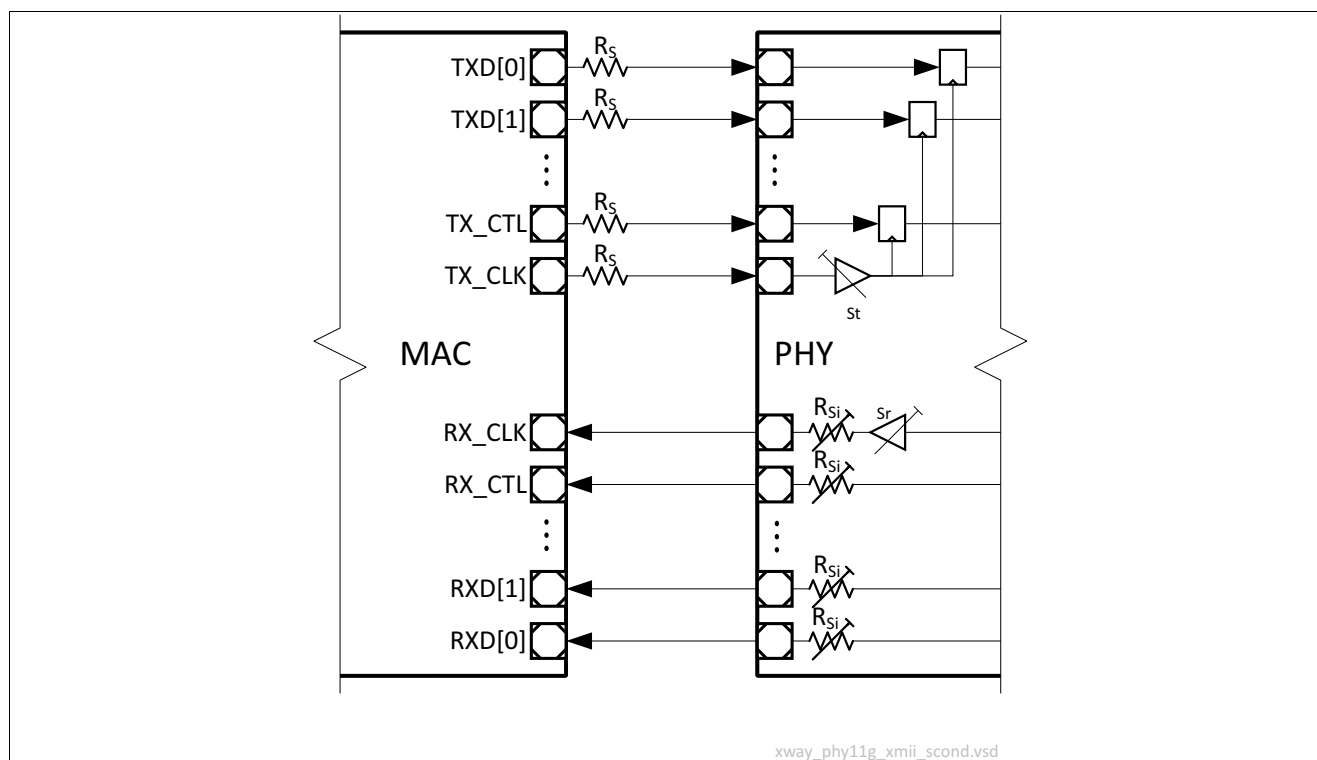 TXD[0] RS
TXD[1] RS
TX_CTL RS
TX_CLK RS
St
MAC PHY
RX_CLK RSi Sr
RX_CTL RSi
RXD[1] RSi
RXD[0] RSi
xway_phy11g_xmii_scond.vsd